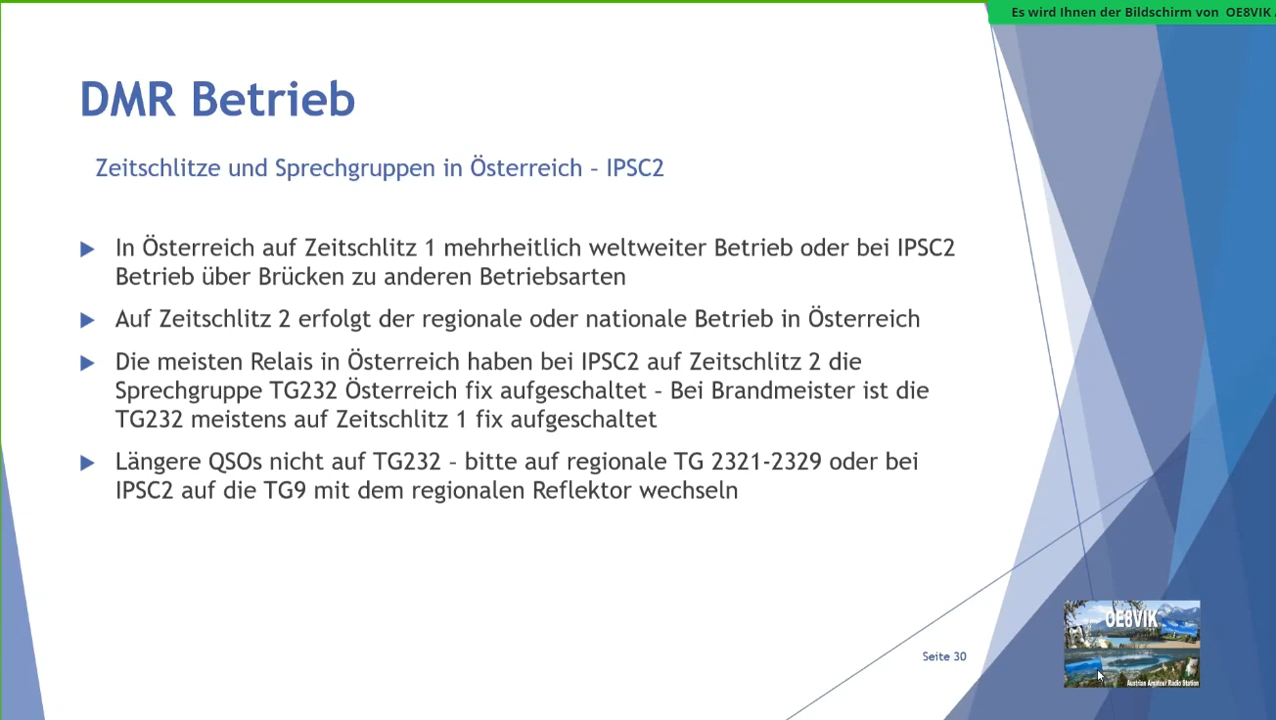 Es wird Ihnen der Bildschirm von OE8VIK
DMR Betrieb
Zeitschlitze und Sprechgruppen in Österreich - IPSC2
In Österreich auf Zeitschlitz 1 mehrheitlich weltweiter Betrieb oder bei IPSC2
Betrieb über Brücken zu anderen Betriebsarten
Auf Zeitschlitz 2 erfolgt der regionale oder nationale Betrieb in Österreich
Die meisten Relais in Österreich haben bei IPSC2 auf Zeitschlitz 2 die
Sprechgruppe TG232 Österreich fix aufgeschaltet - Bei Brandmeister ist die
TG232 meistens auf Zeitschlitz 1 fix aufgeschaltet
Längere QSOs nicht auf TG232 - bitte auf regionale TG 2321-2329 oder bei
IPSC2 auf die TG9 mit dem regionalen Reflektor wechseln
Seite 30
OE8VIK
Austrian Amateur Radio Station